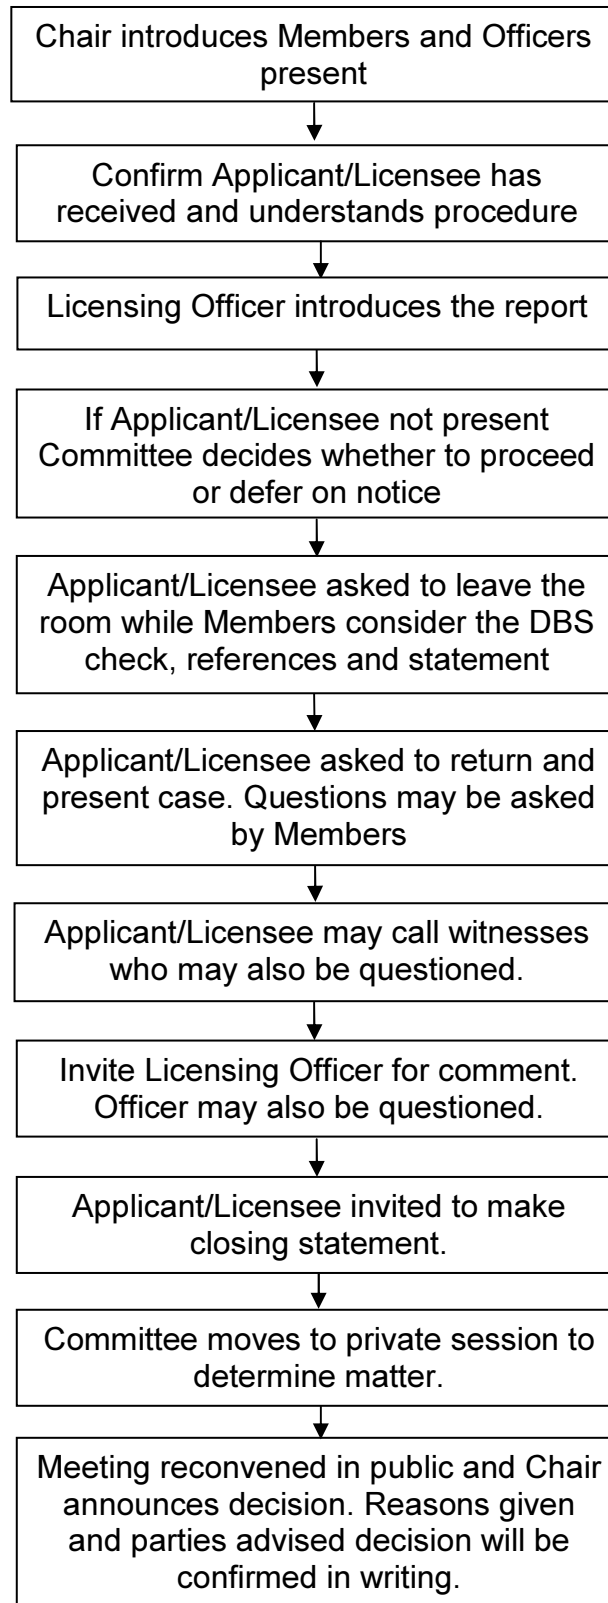 Chair introduces Members and Officers
present
Confirm Applicant/Licensee has
received and understands procedure
Licensing Officer introduces the report
If Applicant/Licensee not present
Committee decides whether to proceed
or defer on notice
Applicant/Licensee asked to leave the
room while Members consider the DBS
check, references and statement
Applicant/Licensee asked to return and
present case. Questions may be asked
by Members
Applicant/Licensee may call witnesses
who may also be questioned.
Invite Licensing Officer for comment.
Officer may also be questioned.
Applicant/Licensee invited to make
closing statement.
Committee moves to private session to
determine matter.
Meeting reconvened in public and Chair
announces decision. Reasons given
and parties advised decision will be
confirmed in writing.